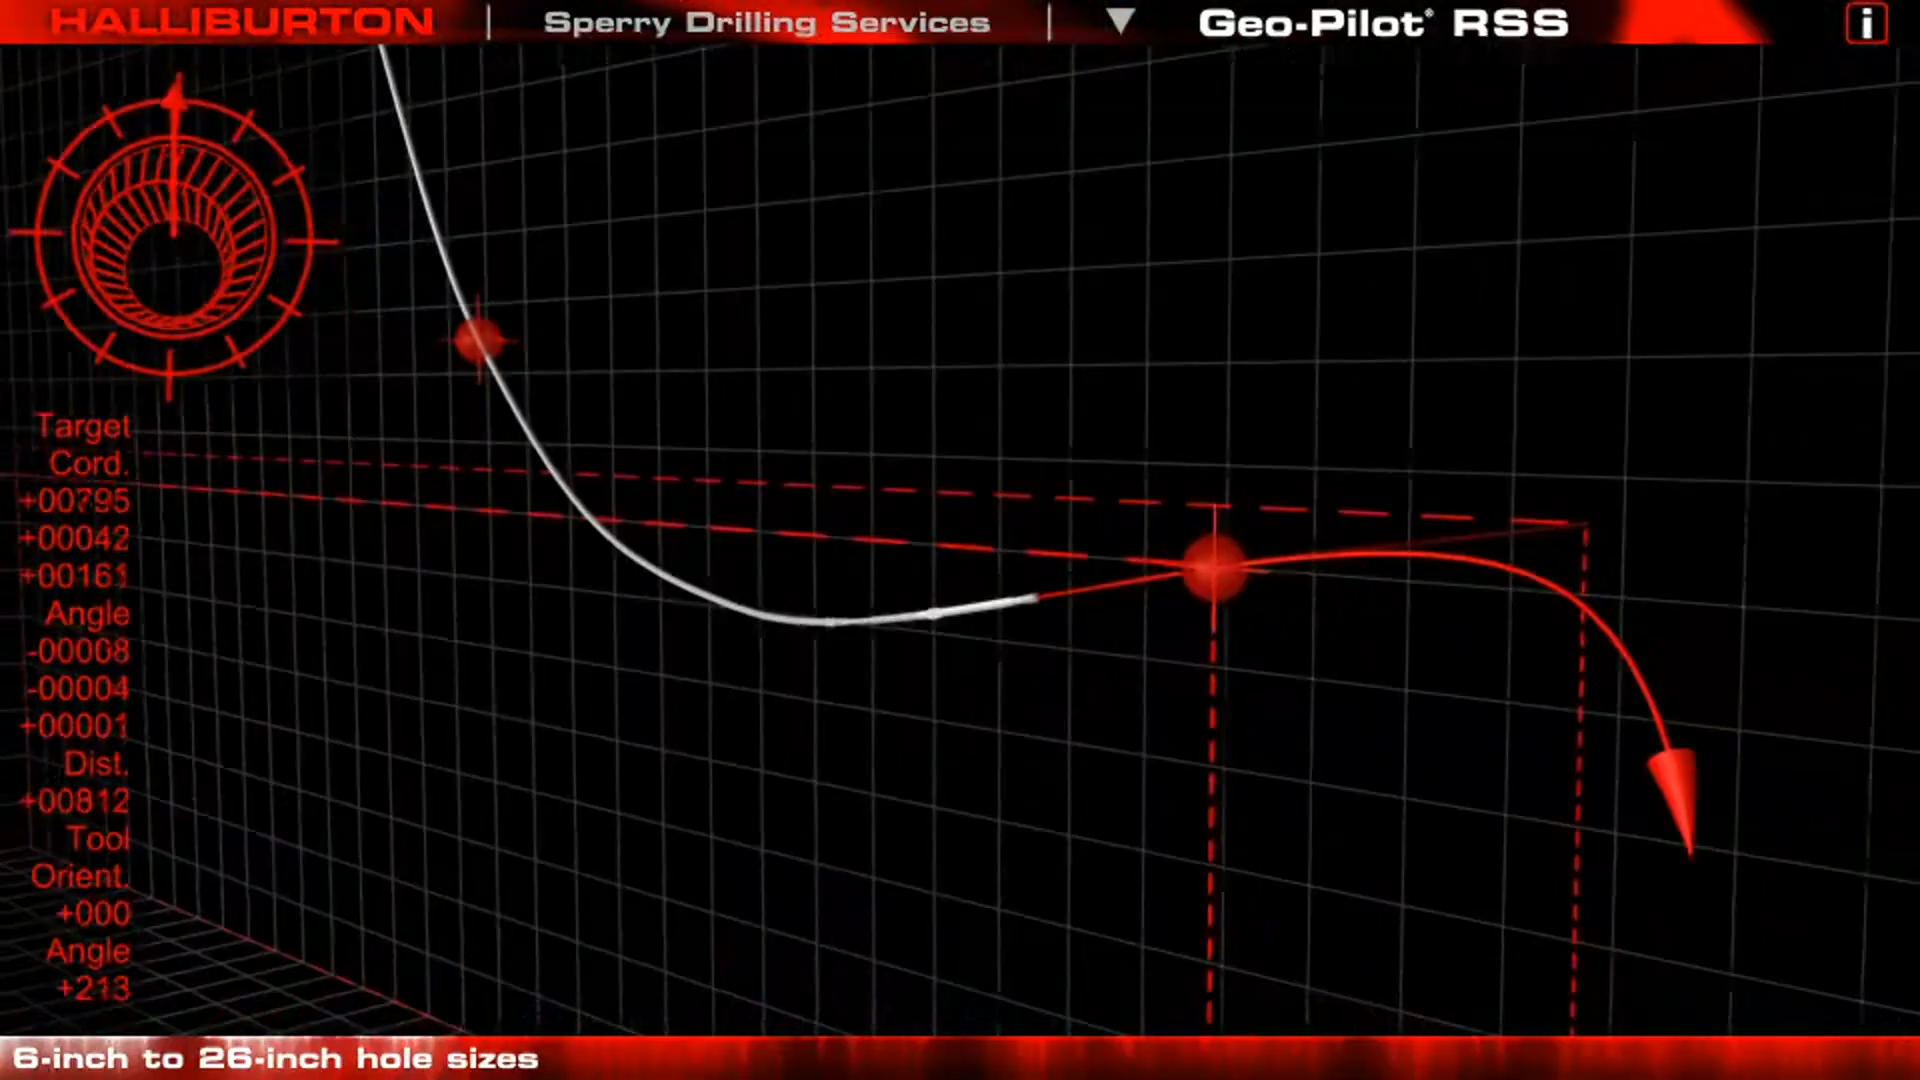 HALLIBURTON | Sperry Drilling Services | ▼ Geo-Pilot® RSS i
Target
Cord.
+00795
+00042
+00161
Angle
-00008
-00004
+00001
Dist.
+00812
Tool
Orient.
+000
Angle
+213
6-inch to 26-inch hole sizes